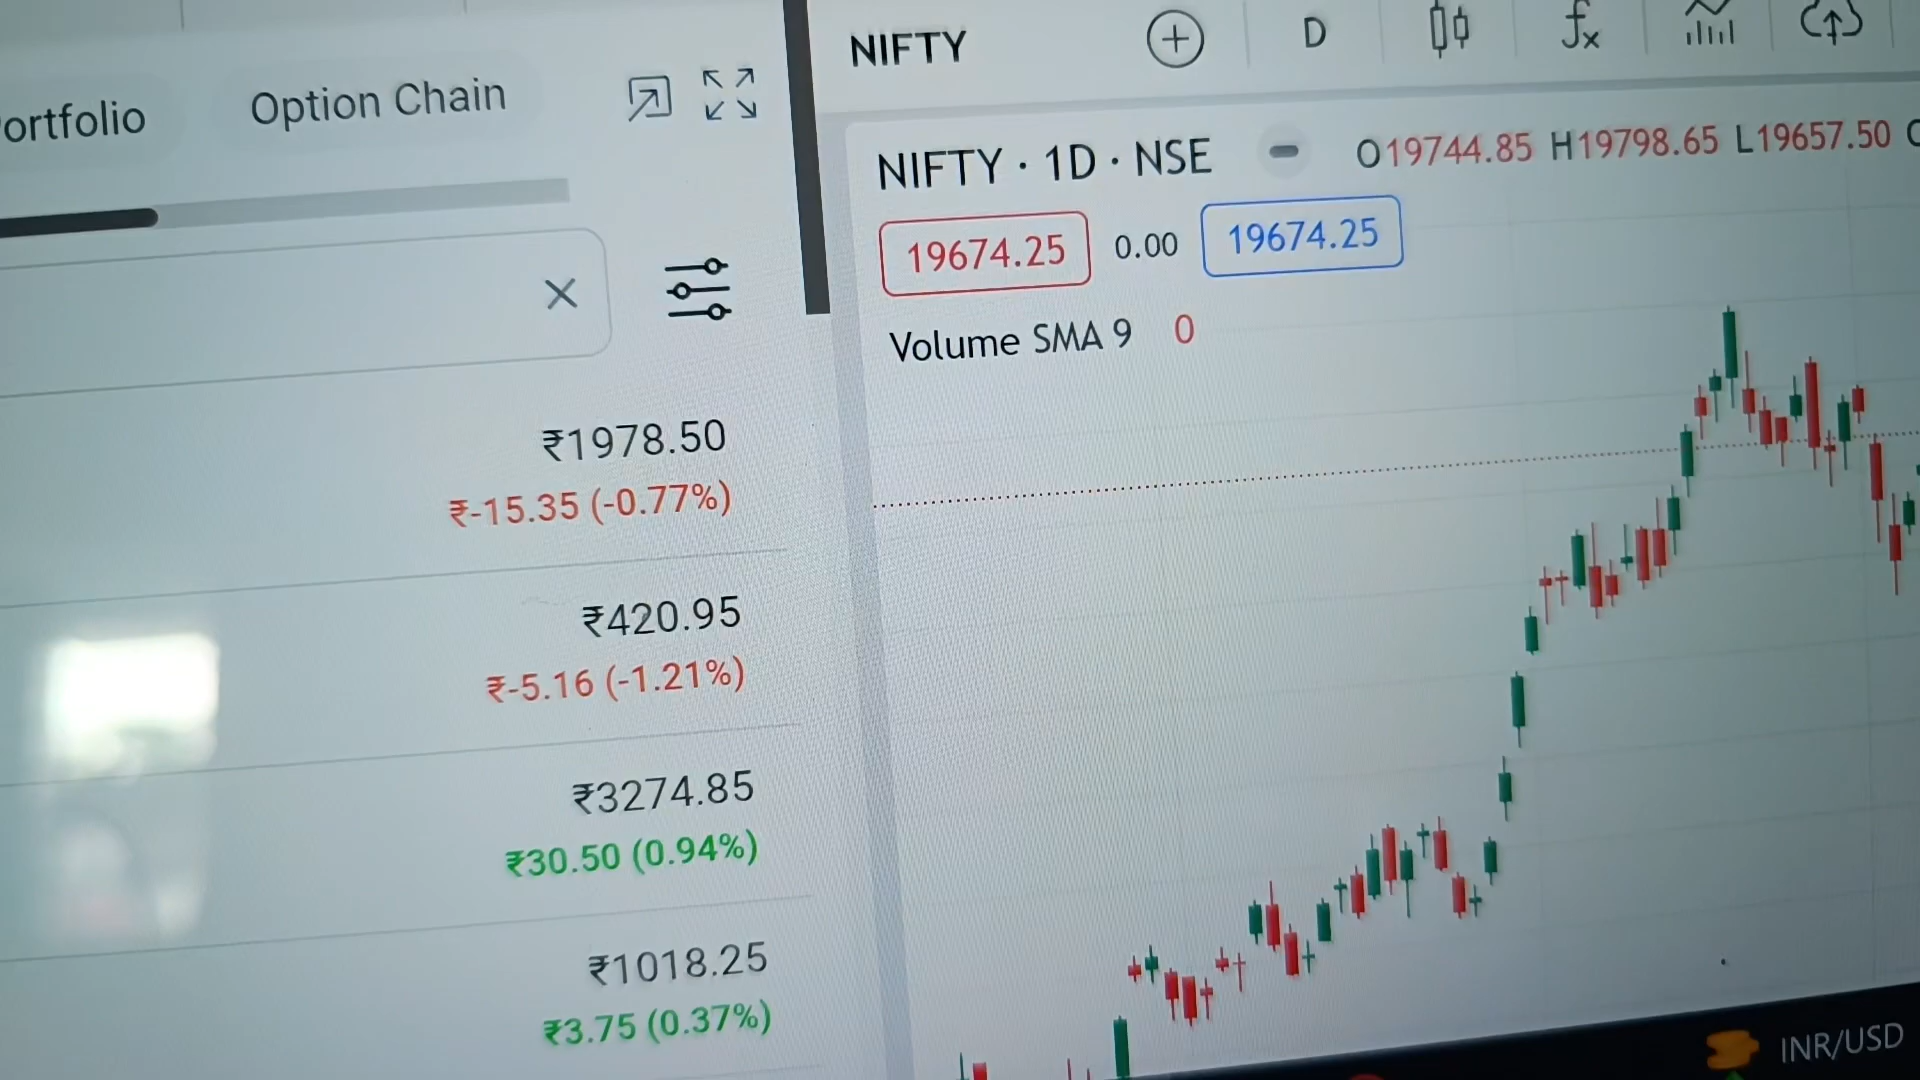 ortfolio Option Chain
₹1978.50
₹-15.35 (-0.77%)
₹420.95
₹-5.16 (-1.21%)
₹3274.85
₹30.50 (0.94%)
₹1018.25
₹3.75 (0.37%)
NIFTY D fx
NIFTY · 1D · NSE O19744.85 H19798.65 L19657.50 C
19674.25 0.00 19674.25
Volume SMA 9 0
INR/USD